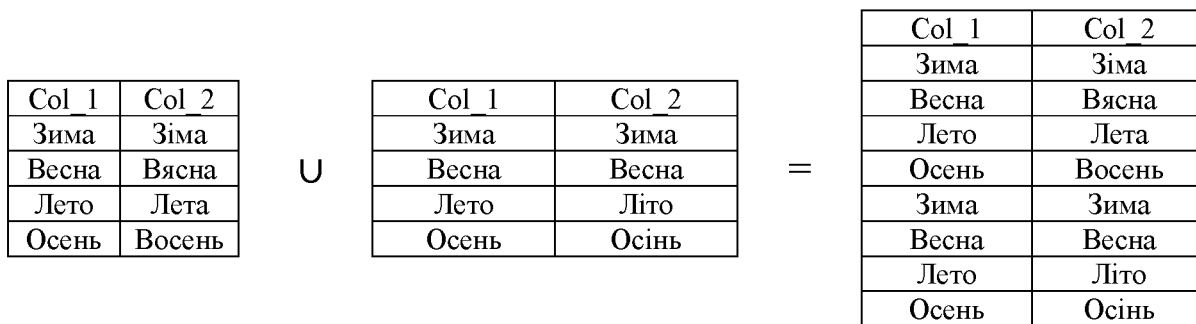 Col_1 Col_2
Зима Зіма
Весна Вясна
Лето Лета
Осень Восень
∪
Col_1 Col_2
Зима Зима
Весна Весна
Лето Літо
Осень Осінь
=
Col_1 Col_2
Зима Зіма
Весна Вясна
Лето Лета
Осень Восень
Зима Зима
Весна Весна
Лето Літо
Осень Осінь